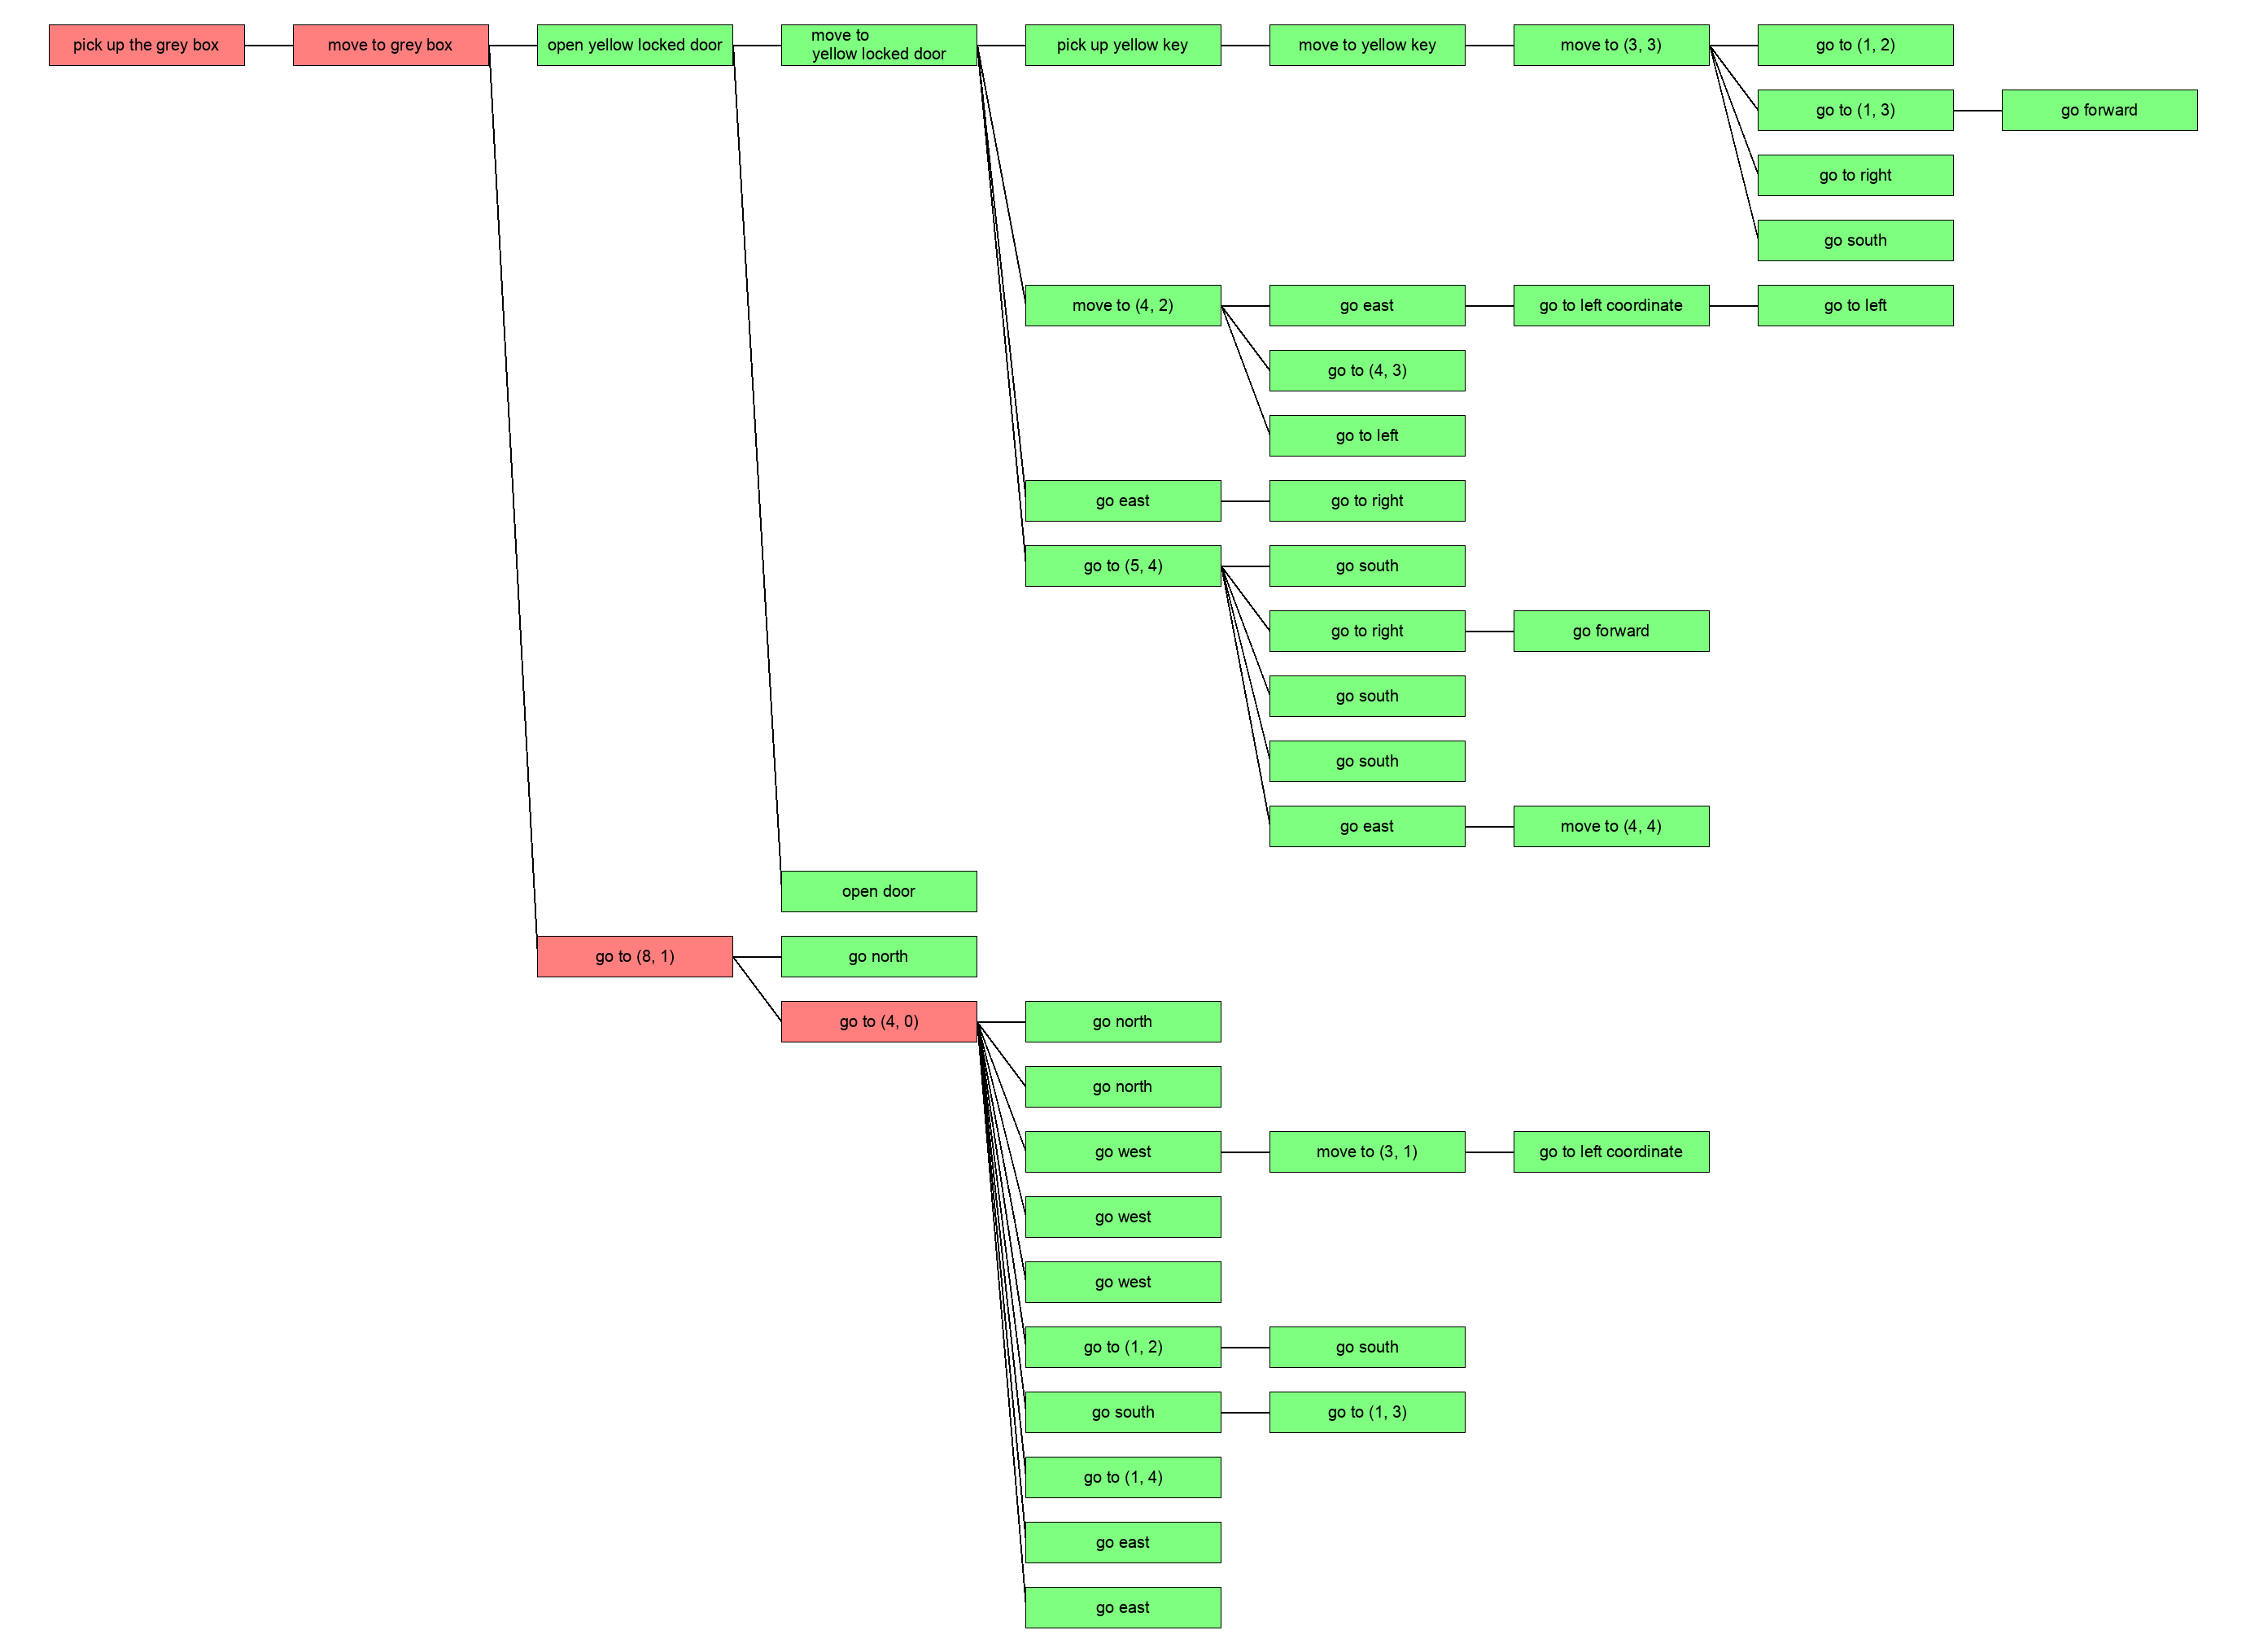 pick up the grey box
move to grey box
open yellow locked door
move to
yellow locked door
pick up yellow key
move to yellow key
move to (3, 3)
go to (1, 2)
go to (1, 3)
go forward
go to right
go south
move to (4, 2)
go east
go to left coordinate
go to left
go to (4, 3)
go to left
go east
go to right
go to (5, 4)
go south
go to right
go forward
go south
go south
go east
move to (4, 4)
open door
go to (8, 1)
go north
go to (4, 0)
go north
go north
go west
move to (3, 1)
go to left coordinate
go west
go west
go to (1, 2)
go south
go south
go to (1, 3)
go to (1, 4)
go east
go east